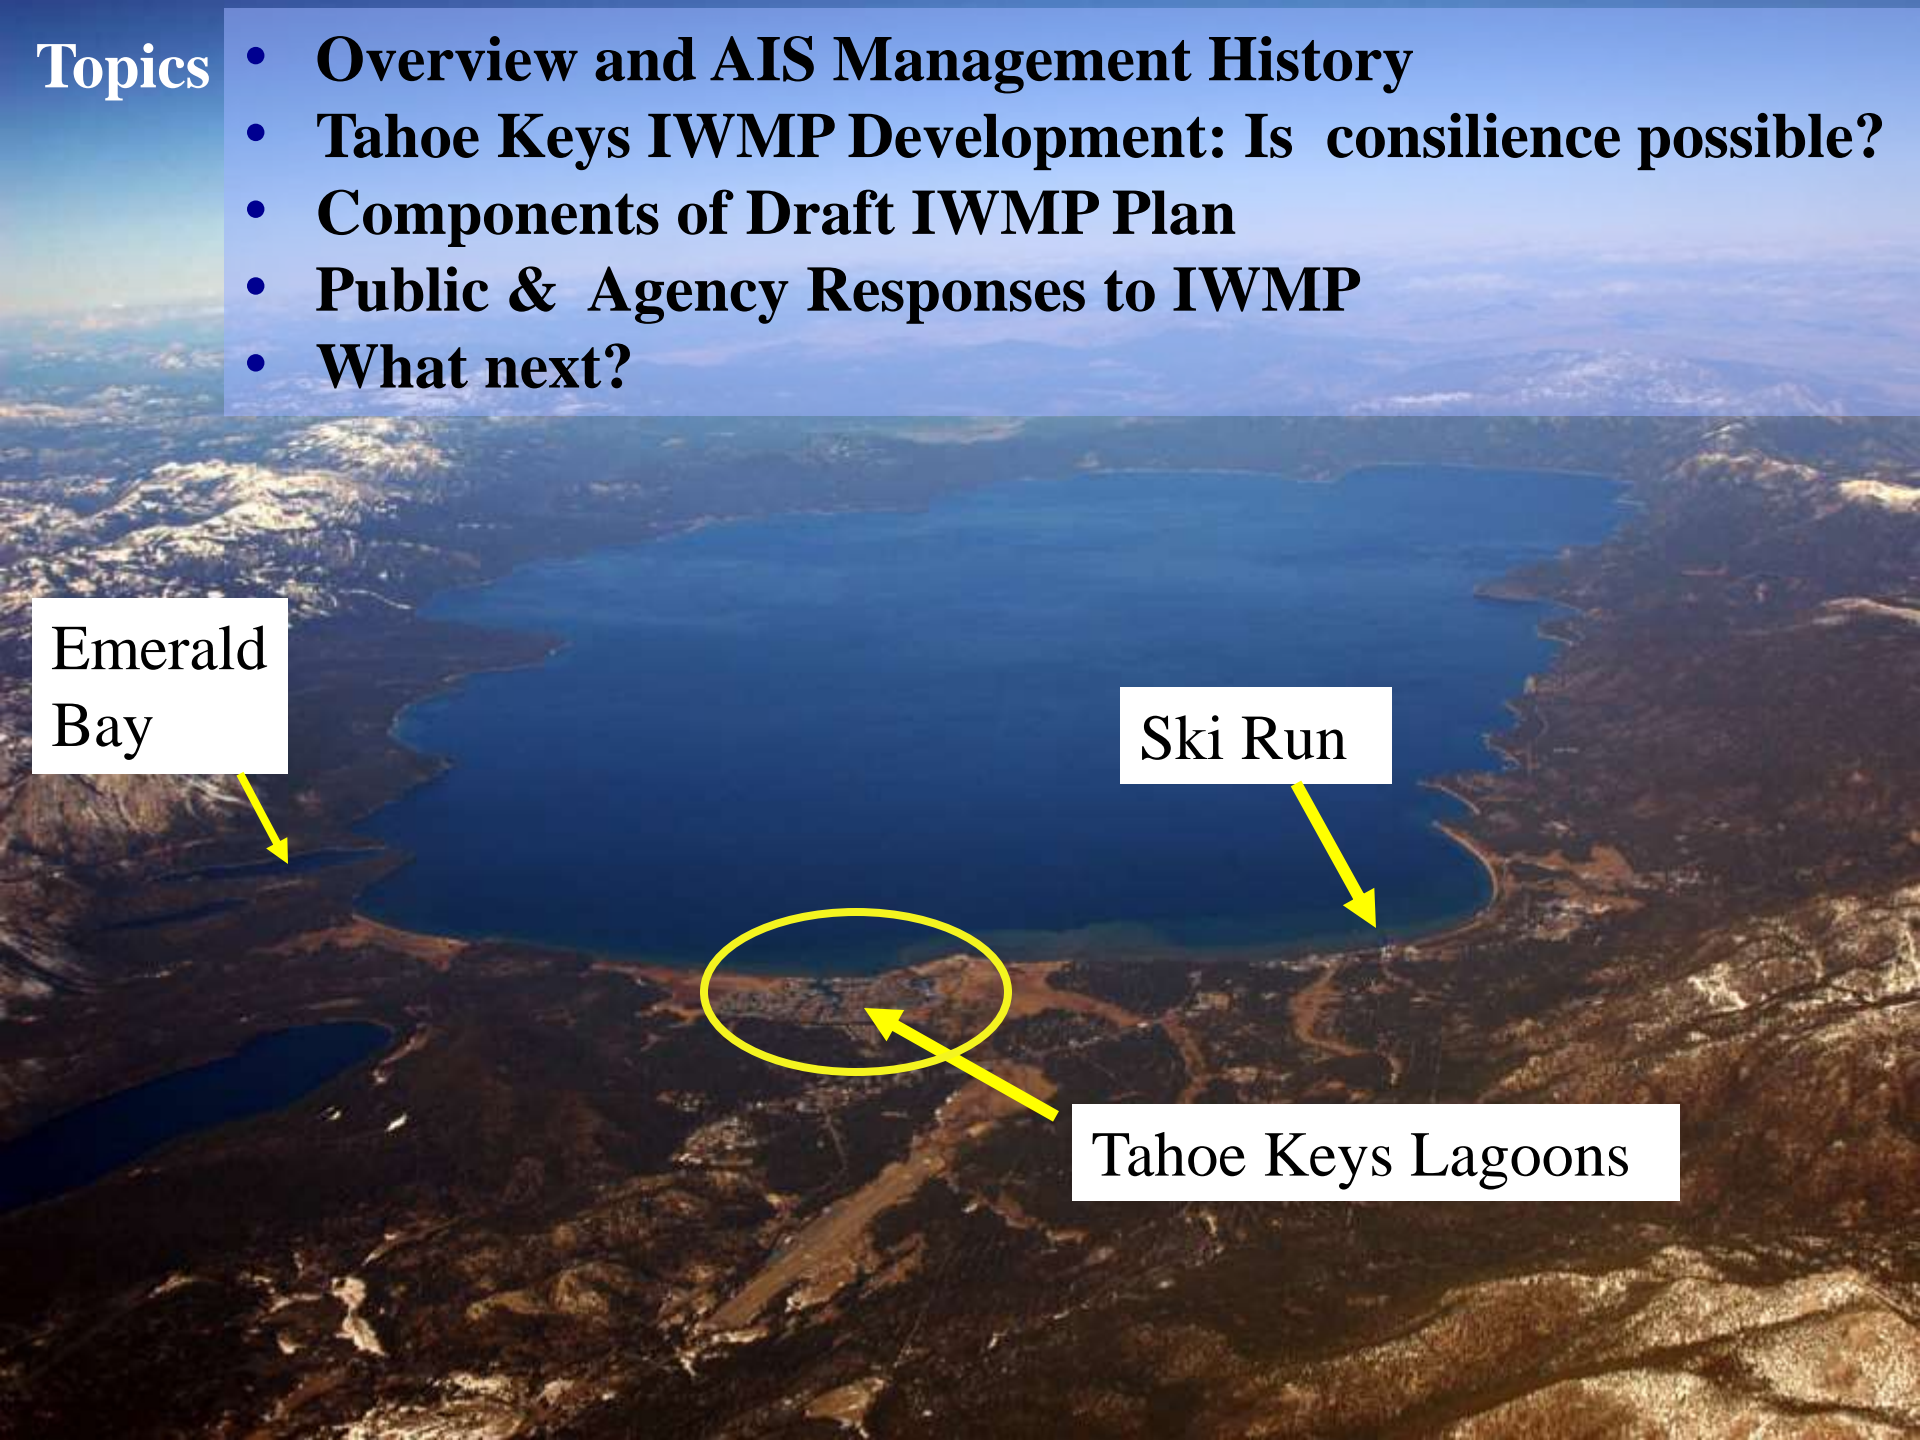 Topics
• Overview and AIS Management History
• Tahoe Keys IWMP Development: Is  consilience possible?
• Components of Draft IWMP Plan
• Public &  Agency Responses to IWMP
• What next?
Emerald
Bay
Ski Run
Tahoe Keys Lagoons